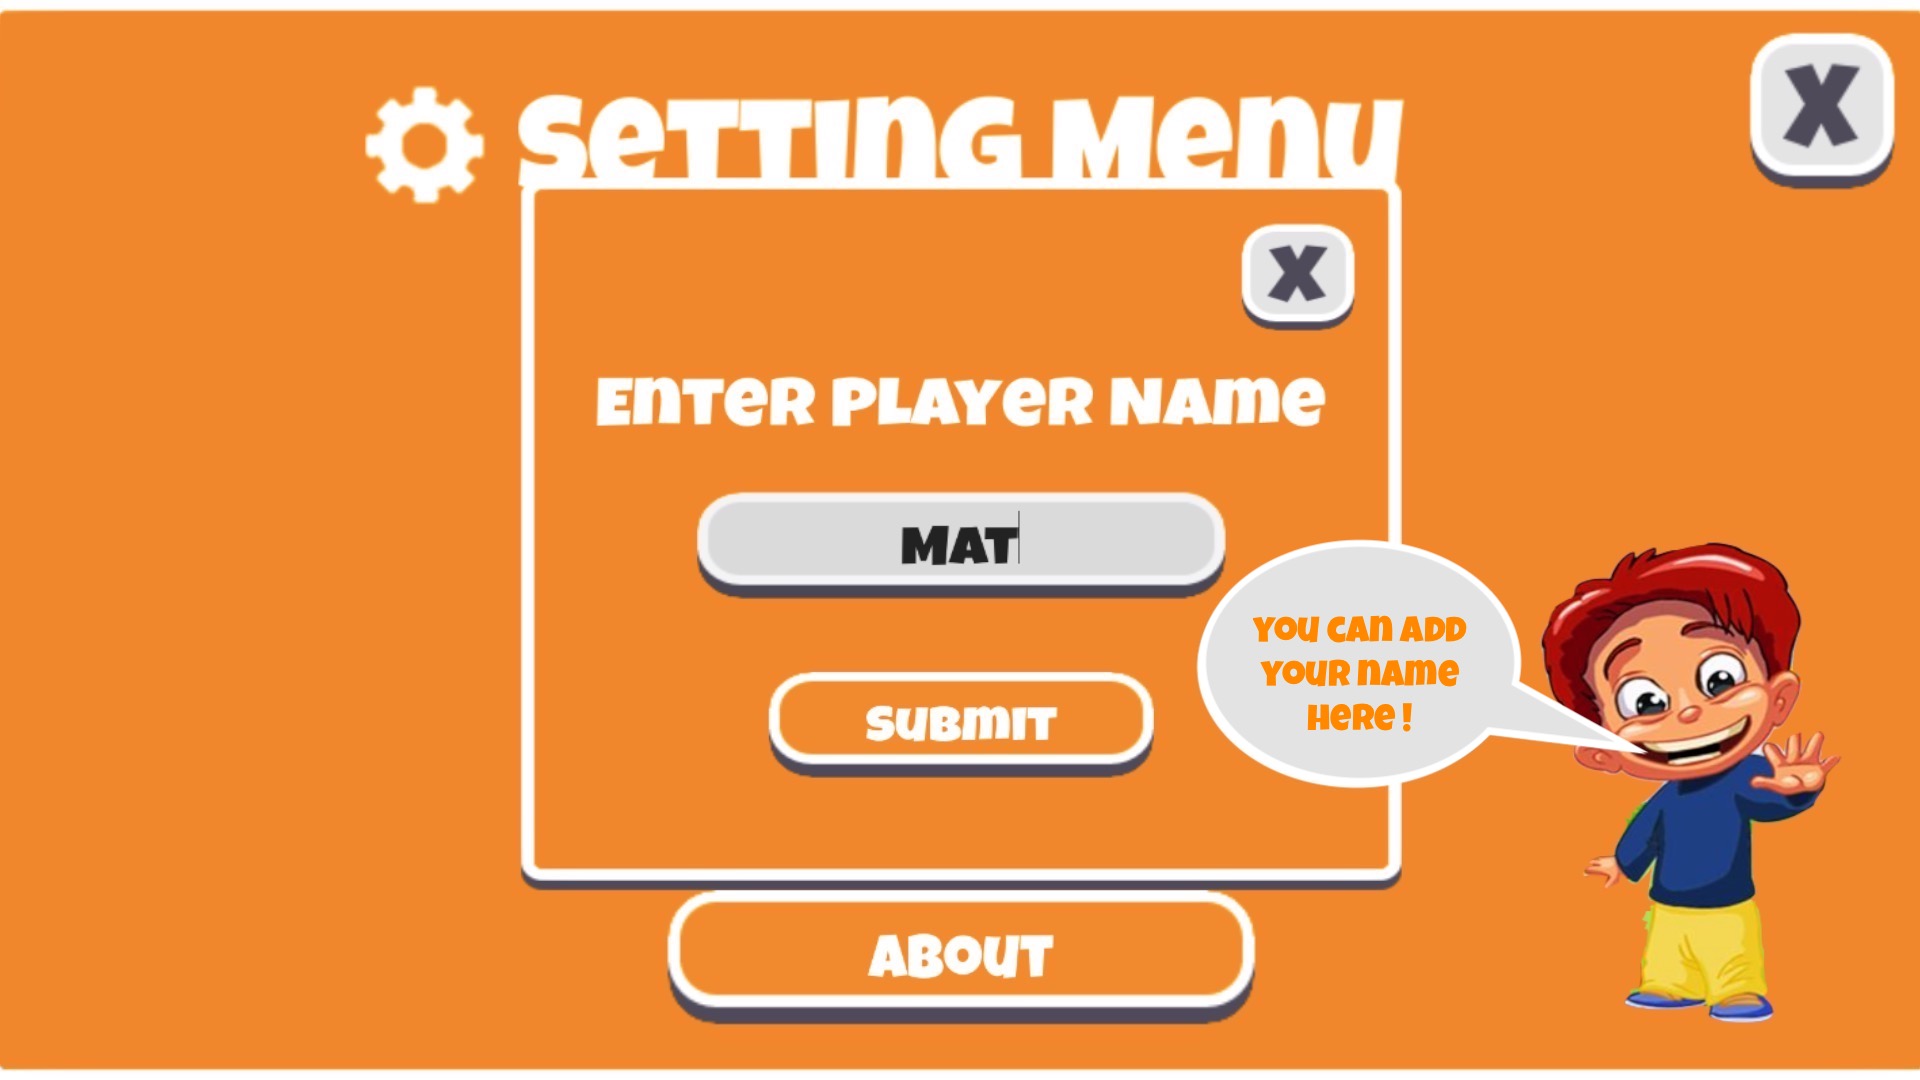 SETTING MENU
X
X
ENTER PLAYER NAME
MAT
YOU CAN ADD
YOUR NAME
HERE !
SUBMIT
ABOUT